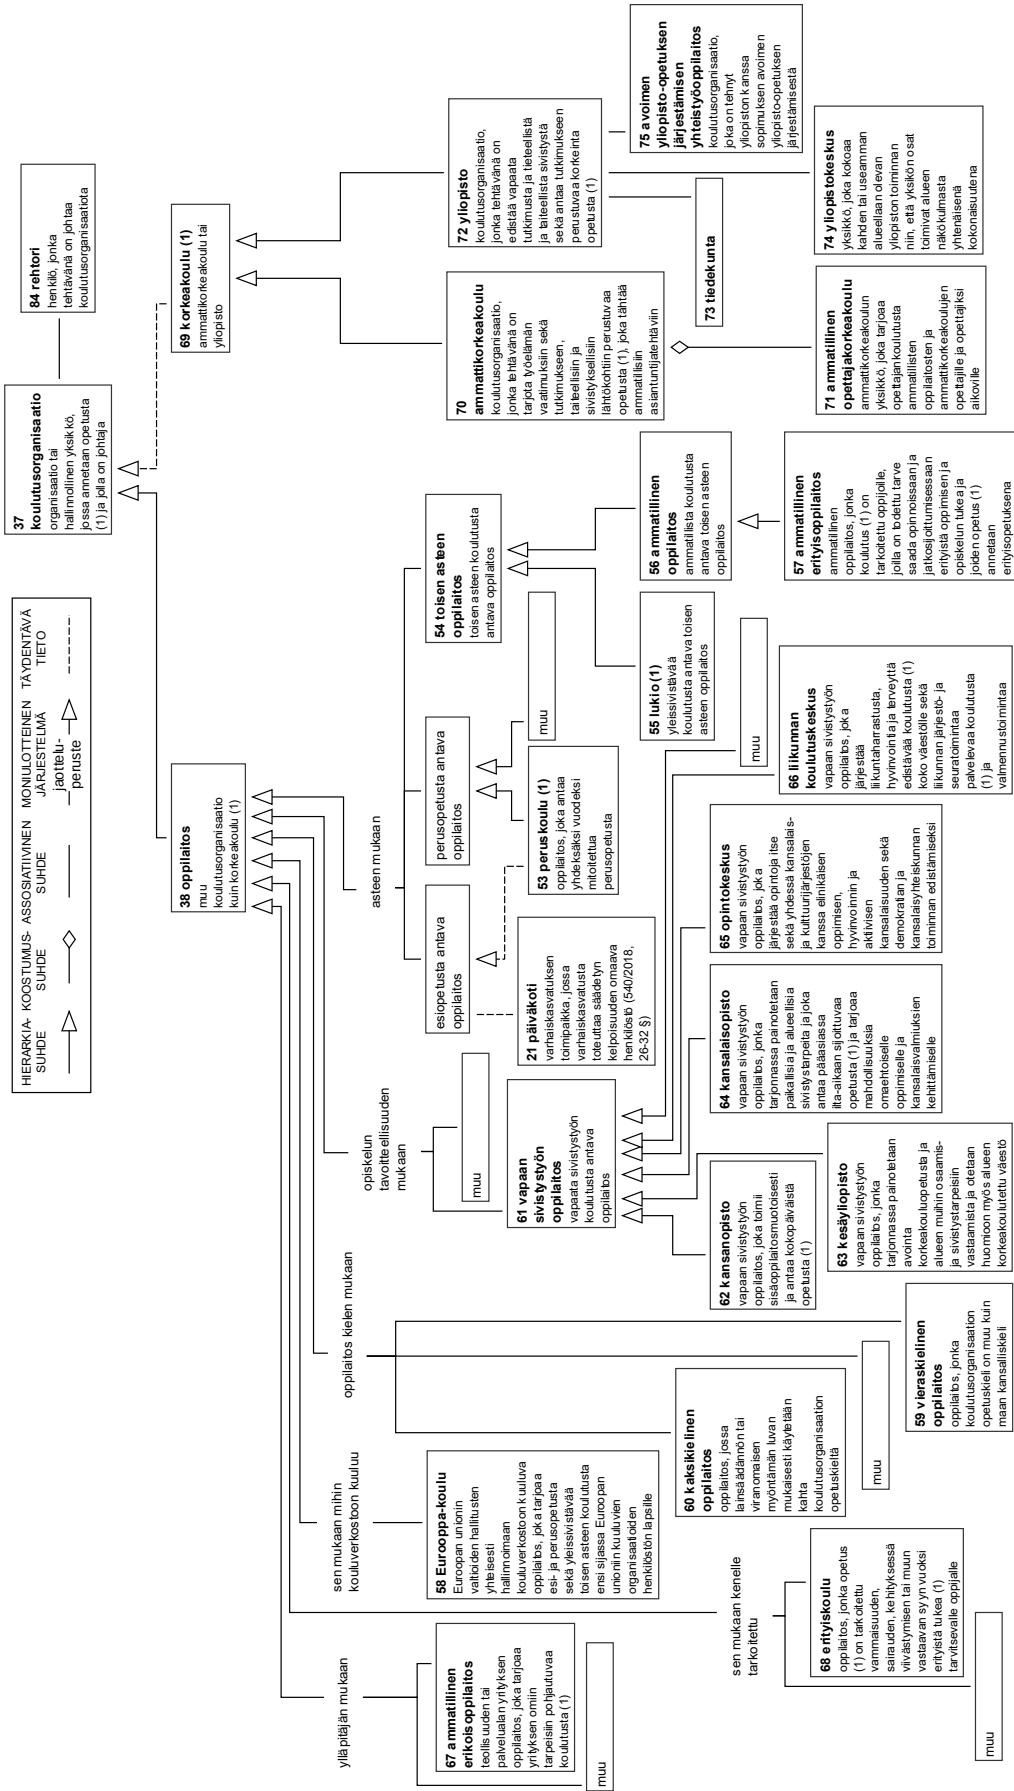 HIERARKIA-
SUHDE
KOOSTUMUS-
SUHDE
ASSOSIATIIVINEN
SUHDE
MONIULOTTEINEN
JÄRJESTELMÄ
jaottelu-
peruste
TÄYDENTÄVÄ
TIETO
37
koulutusorganisaatio
organisaatio tai
hallinnollinen yksikkö,
jossa annetaan opetusta
(1) ja jolla on johtaja
84 rehtori
henkilö, jonka
tehtävänä on johtaa
koulutusorganisaatiota
38 oppilaitos
muu
koulutusorganisaatio
kuin korkeakoulu (1)
69 korkeakoulu (1)
ammattikorkeakoulu tai
yliopisto
ylläpitäjän mukaan
sen mukaan mihin
kouluverkostoon kuuluu
oppilaitos kielen mukaan
opiskelun
tavoitteellisuuden
mukaan
asteen mukaan
67 ammatillinen
erikoisoppilaitos
teollisuuden tai
palvelualan yrityksen
oppilaitos, joka tarjoaa
yrityksen omiin
tarpeisiin pohjautuvaa
koulutusta (1)
muu
58 Eurooppa-koulu
Euroopan unionin
valtioiden hallitusten
yhteisesti
hallinnoimaan
kouluverkostoon kuuluva
oppilaitos, joka tarjoaa
esi- ja perusopetusta
sekä yleissivistävää
toisen asteen koulutusta
ensi sijassa Euroopan
unioniin kuuluvien
organisaatioiden
henkilöstön lapsille
muu
61 vapaan
sivistystyön
oppilaitos
vapaata sivistystyön
koulutusta antava
oppilaitos
esiopetusta antava
oppilaitos
perusopetusta antava
oppilaitos
54 toisen asteen
oppilaitos
toisen asteen koulutusta
antava oppilaitos
21 päiväkoti
varhaiskasvatuksen
toimipaikka, jossa
varhaiskasvatusta
toteuttaa säädetyn
kelpoisuuden omaava
henkilöstö (540/2018,
26-32 §)
53 peruskoulu (1)
oppilaitos, joka antaa
yhdeksäksi vuodeksi
mitoitettua
perusopetusta
muu
70
ammattikorkeakoulu
koulutusorganisaatio,
jonka tehtävänä on
tarjota työelämän
vaatimuksiin sekä
tutkimukseen,
taiteellisiin ja
sivistyksellisiin
lähtökohtiin perustuvaa
opetusta (1), joka tähtää
ammatillisiin
asiantuntijatehtäviin
72 yliopisto
koulutusorganisaatio,
jonka tehtävänä on
edistää vapaata
tutkimusta ja tieteellistä
ja taiteellista sivistystä
sekä antaa tutkimukseen
perustuvaa korkeinta
opetusta (1)
75 avoimen
yliopisto-opetuksen
järjestämisen
yhteistyöoppilaitos
koulutusorganisaatio,
joka on tehnyt
yliopiston kanssa
sopimuksen avoimen
yliopisto-opetuksen
järjestämisestä
55 lukio (1)
yleissivistävää
koulutusta antava toisen
asteen oppilaitos
muu
56 ammatillinen
oppilaitos
ammatillista koulutusta
antava toisen asteen
oppilaitos
73 tiedekunta
60 kaksikielinen
oppilaitos
oppilaitos, jossa
lainsäädännön tai
viranomaisen
myöntämän luvan
mukaisesti käytetään
kahta
koulutusorganisaation
opetuskieltä
muu
59 vieraskielinen
oppilaitos
oppilaitos, jonka
koulutusorganisaation
opetuskieli on muu kuin
maan kansalliskieli
62 kansanopisto
vapaan sivistystyön
oppilaitos, joka toimii
sisäoppilaitosmuotoisesti
ja antaa kokopäiväistä
opetusta (1)
63 kesäyliopisto
vapaan sivistystyön
oppilaitos, jonka
tarjonnassa painotetaan
avointa
korkeakouluopetusta ja
alueen muihin osaamis-
ja sivistystarpeisiin
vastaamista ja otetaan
huomioon myös alueen
korkeakoulutettu väestö
64 kansalaisopisto
vapaan sivistystyön
oppilaitos, jonka
tarjonnassa painotetaan
paikallisia ja alueellisia
sivistystarpeita ja joka
antaa pääasiassa
ilta-aikaan sijoittuvaa
opetusta (1) ja tarjoaa
mahdollisuuksia
omaehtoiselle
oppimiselle ja
kansalaisvalmiuksien
kehittämiselle
65 opintokeskus
vapaan sivistystyön
oppilaitos, joka
järjestää opintoja itse
sekä yhdessä kansalais-
ja kulttuurijärjestöjen
kanssa elinikäisen
oppimisen,
hyvinvoinnin ja
aktiivisen
kansalaisuuden sekä
demokratian ja
kansalaisyhteiskunnan
toiminnan edistämiseksi
66 liikunnan
koulutuskeskus
vapaan sivistystyön
oppilaitos, joka
järjestää
liikuntaharrastusta,
hyvinvointia ja terveyttä
edistävää koulutusta (1)
koko väestölle sekä
liikunnan järjestö- ja
seuratoimintaa
palvelevaa koulutusta
(1) ja
valmennustoimintaa
57 ammatillinen
erityisoppilaitos
ammatillinen
oppilaitos, jonka
koulutus (1) on
tarkoitettu oppijoille,
joilla on todettu tarve
saada opinnoissaan ja
jatkosijoittumisessaan
erityistä oppimisen ja
opiskelun tukea ja
joiden opetus (1)
annetaan
erityisopetuksena
71 ammatillinen
opettajakorkeakoulu
ammattikorkeakoulun
yksikkö, joka tarjoaa
opettajankoulutusta
ammatillisten
oppilaitosten ja
ammattikorkeakoulujen
opettajille ja opettajiksi
aikoville
74 yliopistokeskus
yksikkö, joka kokoaa
kahden tai useamman
alueellaan olevan
yliopiston toiminnan
niin, että yksikön osat
toimivat alueen
näkökulmasta
yhtenäisenä
kokonaisuutena
sen mukaan kenelle
tarkoitettu
68 erityiskoulu
oppilaitos, jonka opetus
(1) on tarkoitettu
vammaisuuden,
sairauden, kehityksessä
viivästymisen tai muun
vastaavan syyn vuoksi
erityistä tukea (1)
tarvitsevalle oppijalle
muu